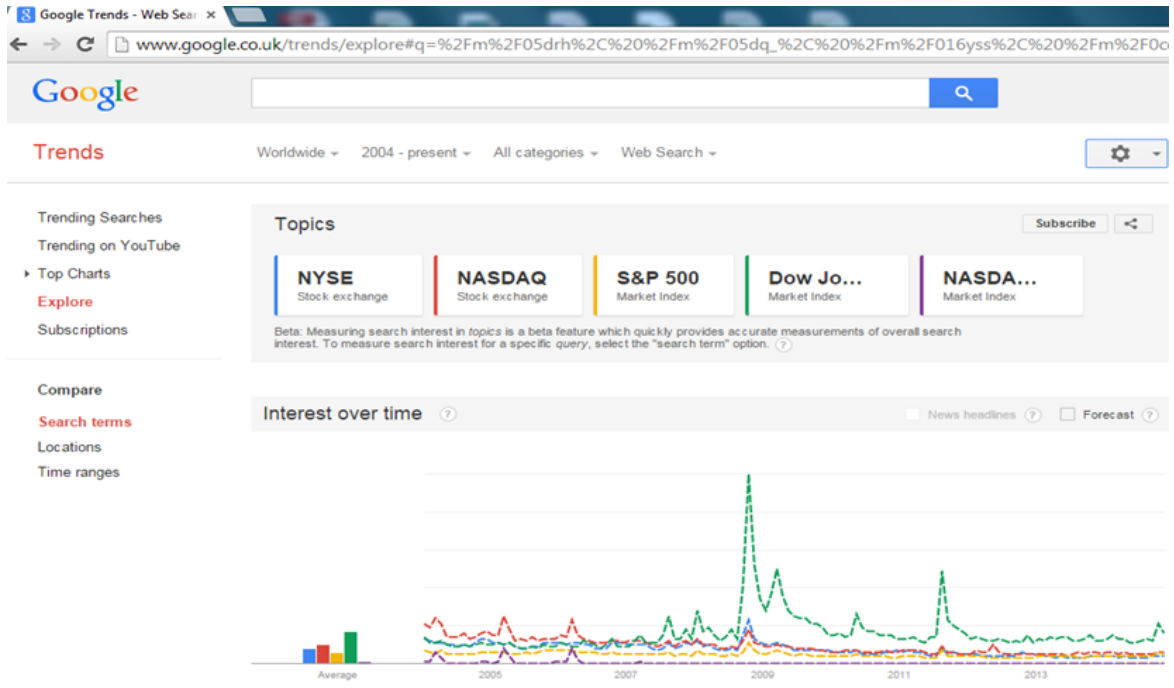 Google Trends - Web Sear
www.google.co.uk/trends/explore#q=%2Fm%2F05drh%2C%20%2Fm%2F05dq_%2C%20%2Fm%2F016yss%2C%20%2Fm%2F0c
Google
Trends
Worldwide 2004 - present All categories Web Search
Trending Searches
Trending on YouTube
Top Charts
Explore
Subscriptions
Compare
Search terms
Locations
Time ranges
Topics
Subscribe
NYSE
Stock exchange
NASDAQ
Stock exchange
S&P 500
Market Index
Dow Jo...
Market Index
NASDA...
Market Index
Beta: Measuring search interest in topics is a beta feature which quickly provides accurate measurements of overall search
interest. To measure search interest for a specific query, select the "search term" option. ?
Interest over time ?
News headlines ? Forecast ?
Average 2005 2007 2009 2011 2013